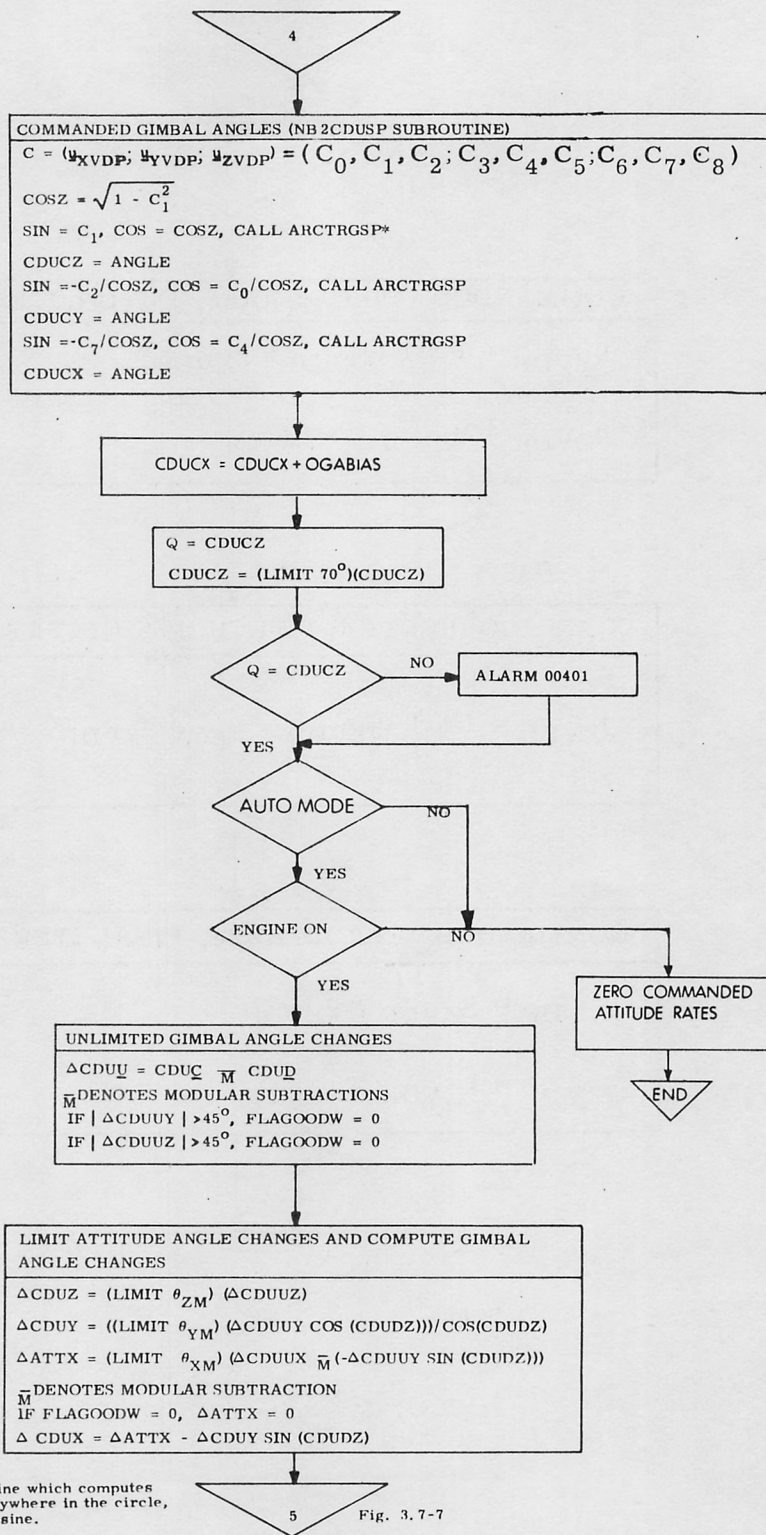 4
COMMANDED GIMBAL ANGLES (NB2CDUSP SUBROUTINE)
C = (u_XVDP; u_YVDP; u_ZVDP) = (C_0, C_1, C_2; C_3, C_4, C_5; C_6, C_7, C_8)
COSZ = √(1 - C_1^2)
SIN = C_1, COS = COSZ, CALL ARCTRGSP*
CDUCZ = ANGLE
SIN =-C_2/COSZ, COS = C_0/COSZ, CALL ARCTRGSP
CDUCY = ANGLE
SIN =-C_7/COSZ, COS = C_4/COSZ, CALL ARCTRGSP
CDUCX = ANGLE
CDUCX = CDUCX + OGABIAS
Q = CDUCZ
CDUCZ = (LIMIT 70°)(CDUCZ)
Q = CDUCZ
NO
ALARM 00401
YES
AUTO MODE
NO
YES
ENGINE ON
NO
YES
ZERO COMMANDED
ATTITUDE RATES
END
UNLIMITED GIMBAL ANGLE CHANGES
ΔCDUU = CDUC M̅ CDUD
M̅ DENOTES MODULAR SUBTRACTIONS
IF | ΔCDUUY | >45°, FLAGOODW = 0
IF | ΔCDUUZ | >45°, FLAGOODW = 0
LIMIT ATTITUDE ANGLE CHANGES AND COMPUTE GIMBAL
ANGLE CHANGES
ΔCDUZ = (LIMIT θ_ZM) (ΔCDUUZ)
ΔCDUY = ((LIMIT θ_YM) (ΔCDUUY COS (CDUDZ)))/COS(CDUDZ)
ΔATTX = (LIMIT θ_XM) (ΔCDUUX M̅ (-ΔCDUUY SIN (CDUDZ)))
M̅ DENOTES MODULAR SUBTRACTION
IF FLAGOODW = 0, ΔATTX = 0
Δ CDUX = ΔATTX - ΔCDUY SIN (CDUDZ)
ine which computes
ywhere in the circle,
sine.
5
Fig. 3.7-7